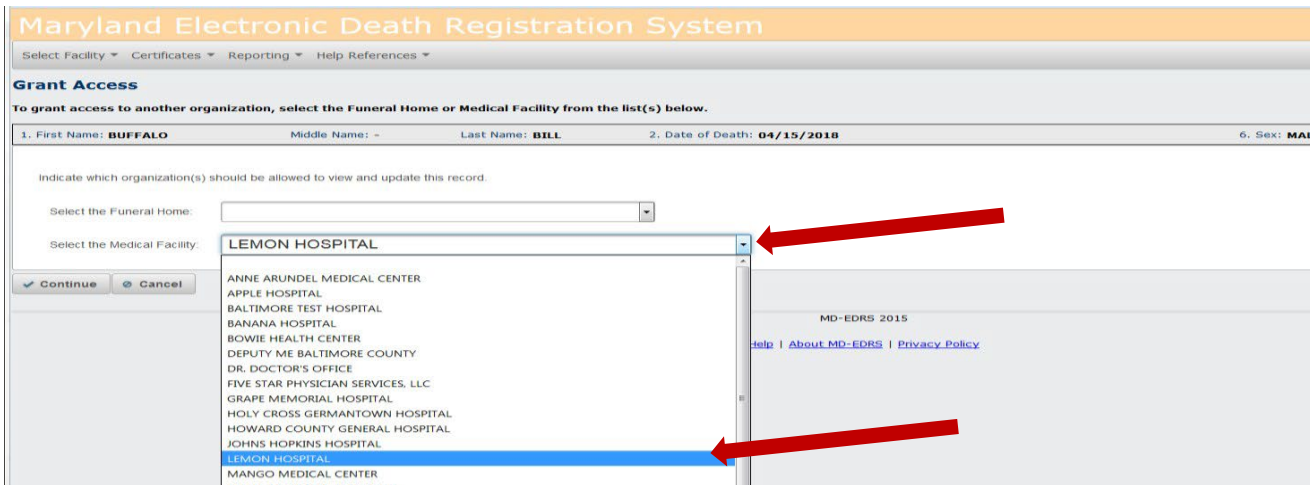 Maryland Electronic Death Registration System
Select Facility Certificates Reporting Help References
Grant Access
To grant access to another organization, select the Funeral Home or Medical Facility from the list(s) below.
1. First Name: BUFFALO Middle Name: - Last Name: BILL 2. Date of Death: 04/15/2018 6. Sex: MAL
Indicate which organization(s) should be allowed to view and update this record.
Select the Funeral Home:
Select the Medical Facility: LEMON HOSPITAL
ANNE ARUNDEL MEDICAL CENTER
Continue Cancel
APPLE HOSPITAL
BALTIMORE TEST HOSPITAL
BANANA HOSPITAL
MD-EDRS 2015
BOWIE HEALTH CENTER
Help | About MD-EDRS | Privacy Policy
DEPUTY ME BALTIMORE COUNTY
DR. DOCTOR'S OFFICE
FIVE STAR PHYSICIAN SERVICES, LLC
GRAPE MEMORIAL HOSPITAL
HOLY CROSS GERMANTOWN HOSPITAL
HOWARD COUNTY GENERAL HOSPITAL
JOHNS HOPKINS HOSPITAL
LEMON HOSPITAL
MANGO MEDICAL CENTER